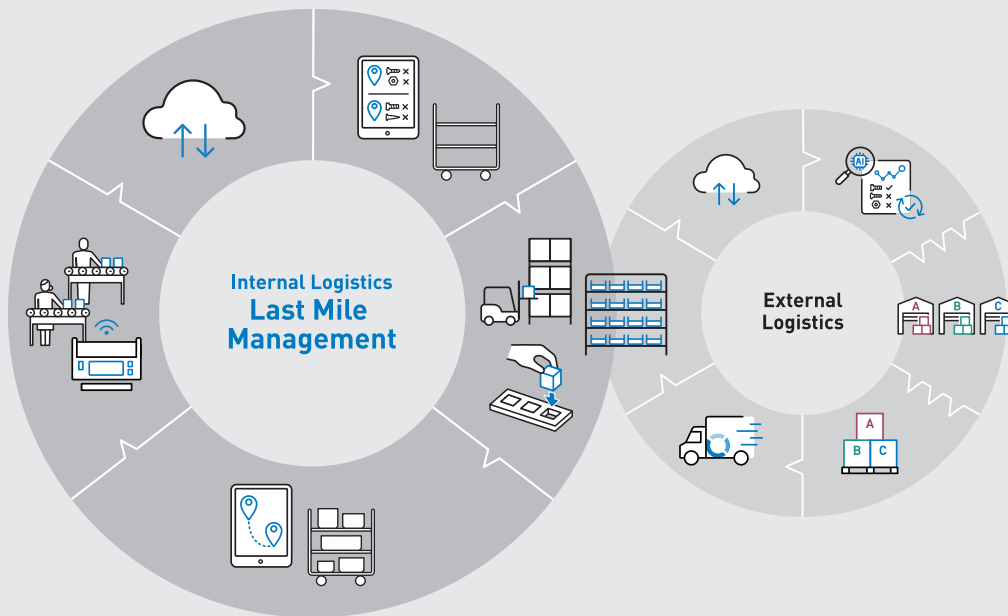 Internal Logistics
Last Mile
Management
AI
External
Logistics
A B C
A
B C